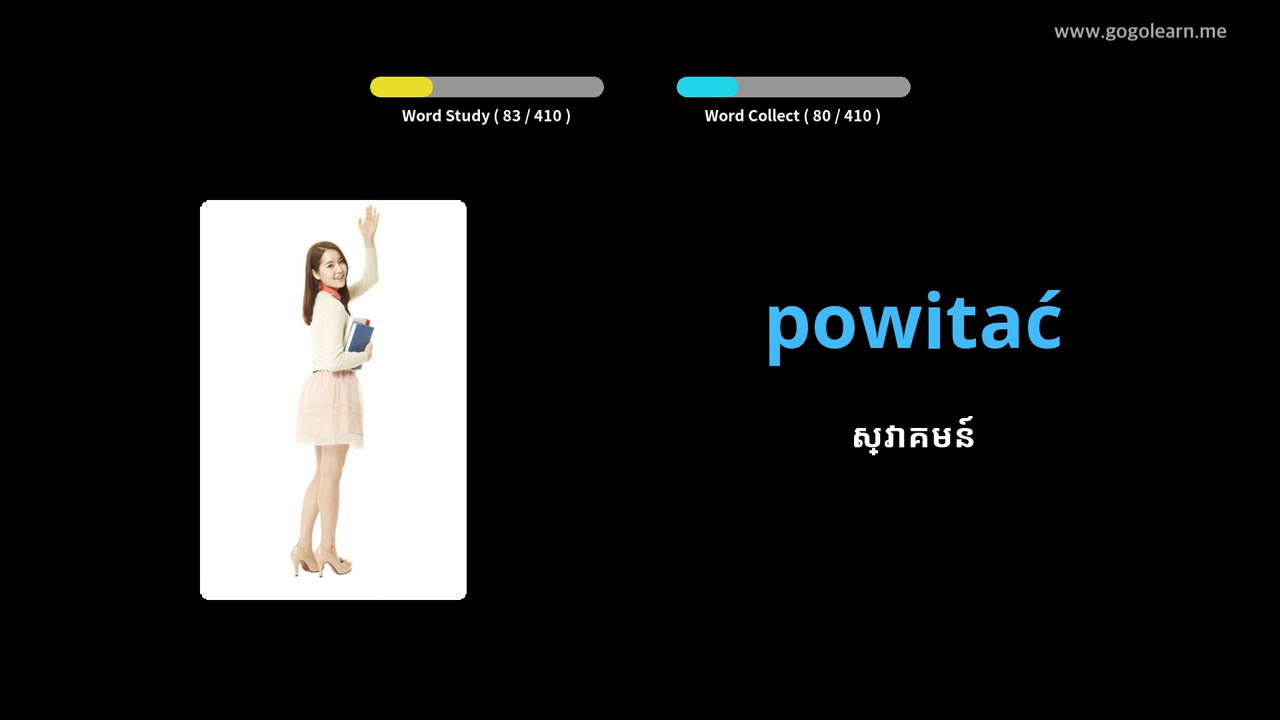 www.gogolearn.me
Word Study ( 83 / 410 )
Word Collect ( 80 / 410 )
powitać
ស្វាគមន៍